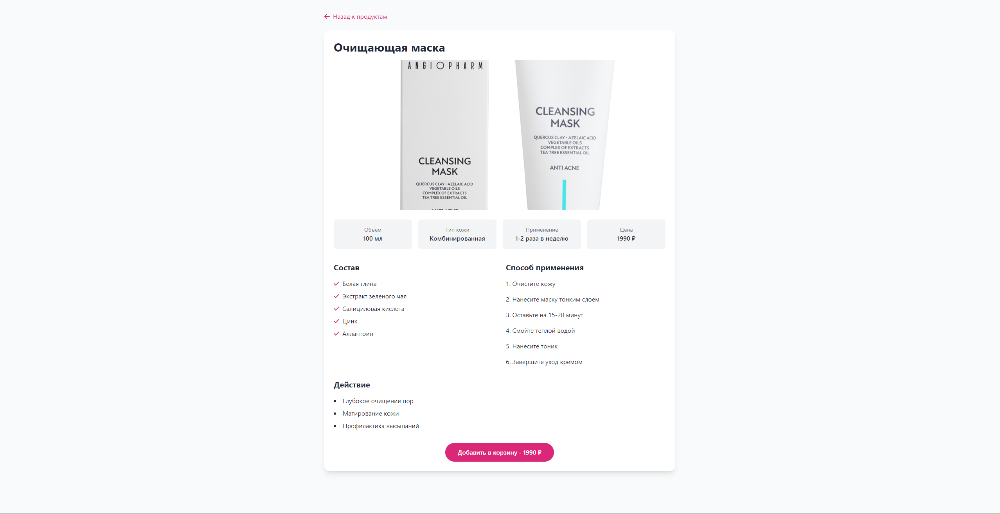 Назад к продуктам
Очищающая маска
ANGIOPHARM
CLEANSING
MASK
QUERCUS CLAY • AZELAIC ACID
VEGETABLE OILS
COMPLEX OF EXTRACTS
TEA TREE ESSENTIAL OIL
ANTI ACNE
CLEANSING
MASK
QUERCUS CLAY • AZELAIC ACID
VEGETABLE OILS
COMPLEX OF EXTRACTS
TEA TREE ESSENTIAL OIL
ANTI ACNE
Объем
100 мл
Тип кожи
Комбинированная
Применение
1-2 раза в неделю
Цена
1990 ₽
Состав
Белая глина
Экстракт зеленого чая
Салициловая кислота
Цинк
Аллантоин
Способ применения
1. Очистите кожу
2. Нанесите маску тонким слоем
3. Оставьте на 15-20 минут
4. Смойте теплой водой
5. Нанесите тоник
6. Завершите уход кремом
Действие
• Глубокое очищение пор
• Матирование кожи
• Профилактика высыпаний
Добавить в корзину - 1990 ₽